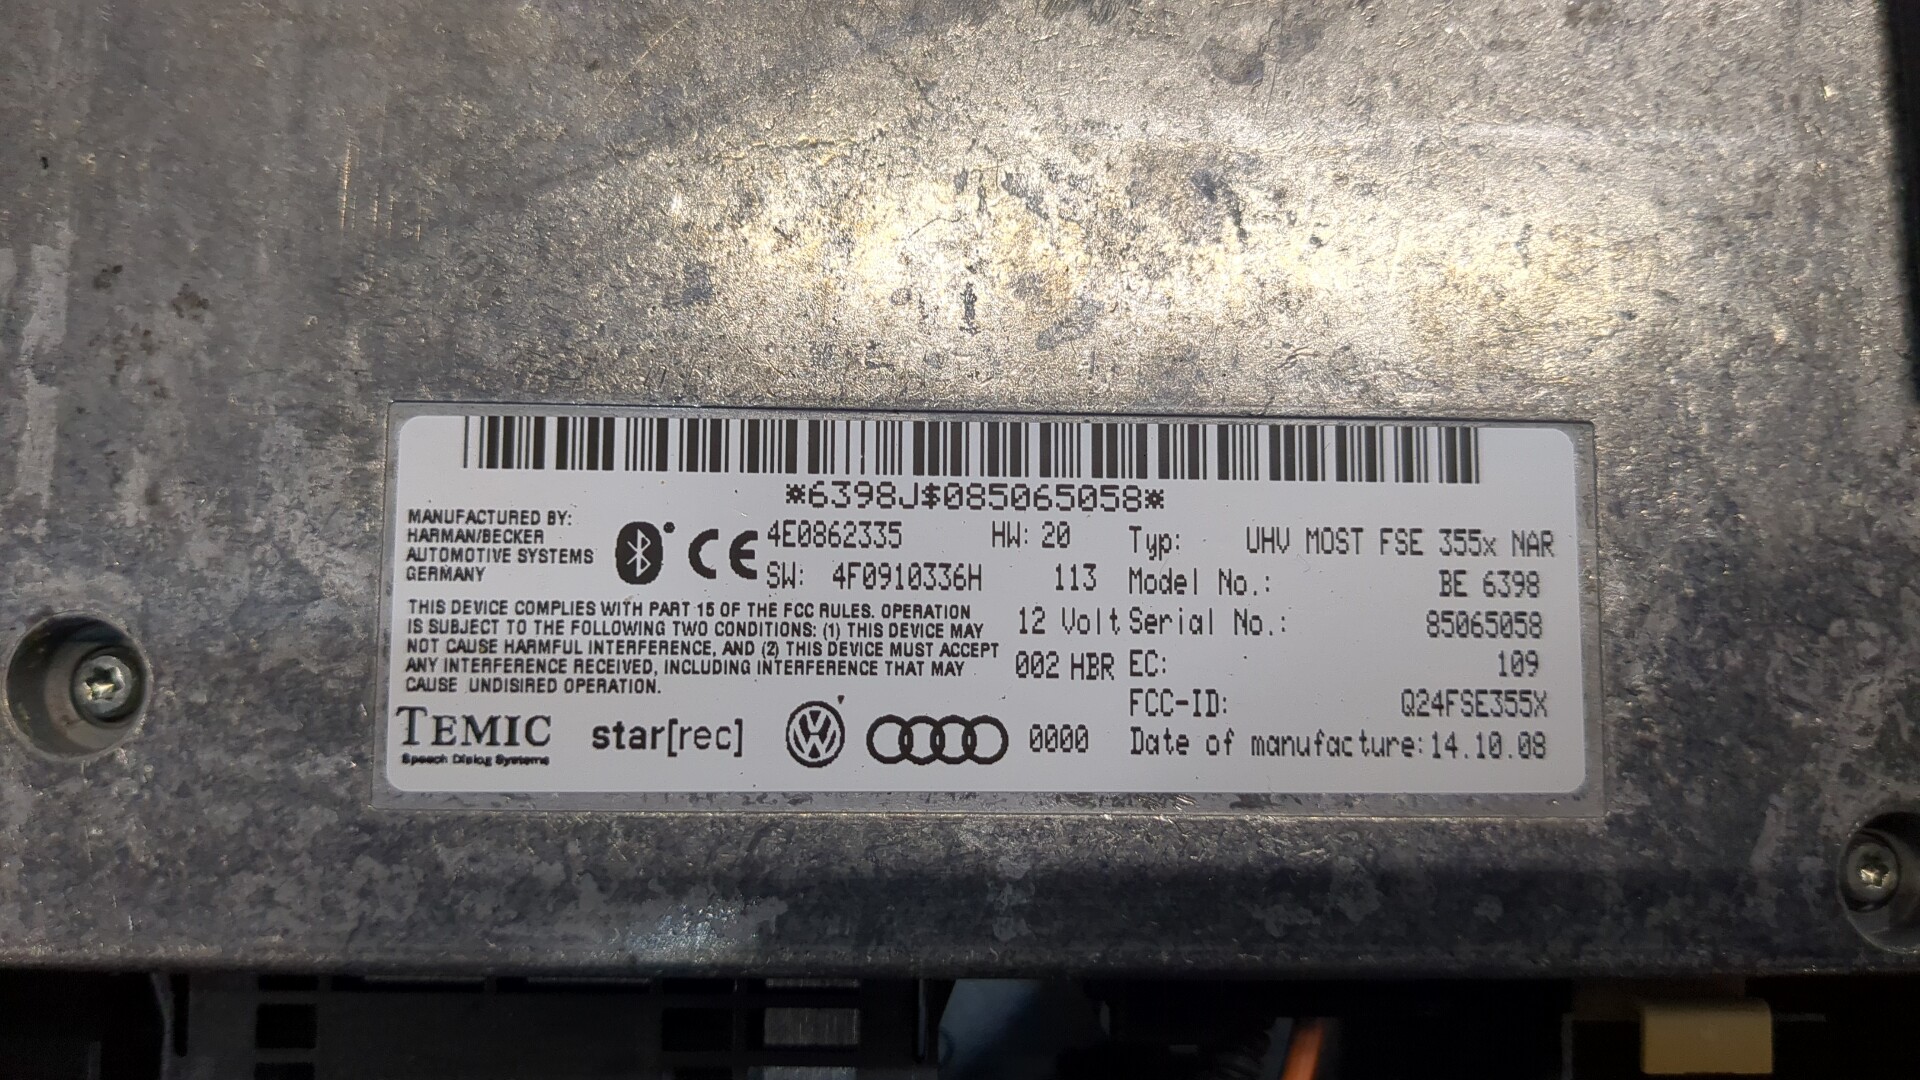 *6398J$085065058*
MANUFACTURED BY:
HARMAN/BECKER
AUTOMOTIVE SYSTEMS
GERMANY
CE
4E0862335 HW: 20
SW: 4F0910336H 113
12 Volt
002 HBR
THIS DEVICE COMPLIES WITH PART 15 OF THE FCC RULES. OPERATION
IS SUBJECT TO THE FOLLOWING TWO CONDITIONS: (1) THIS DEVICE MAY
NOT CAUSE HARMFUL INTERFERENCE, AND (2) THIS DEVICE MUST ACCEPT
ANY INTERFERENCE RECEIVED, INCLUDING INTERFERENCE THAT MAY
CAUSE UNDISIRED OPERATION.
Typ: UHV MOST FSE 355x NAR
Model No.: BE 6398
Serial No.: 85065058
EC: 109
FCC-ID: Q24FSE355X
Date of manufacture: 14.10.08
TEMIC
Speech Dialog Systems
star[rec]
VW
0000